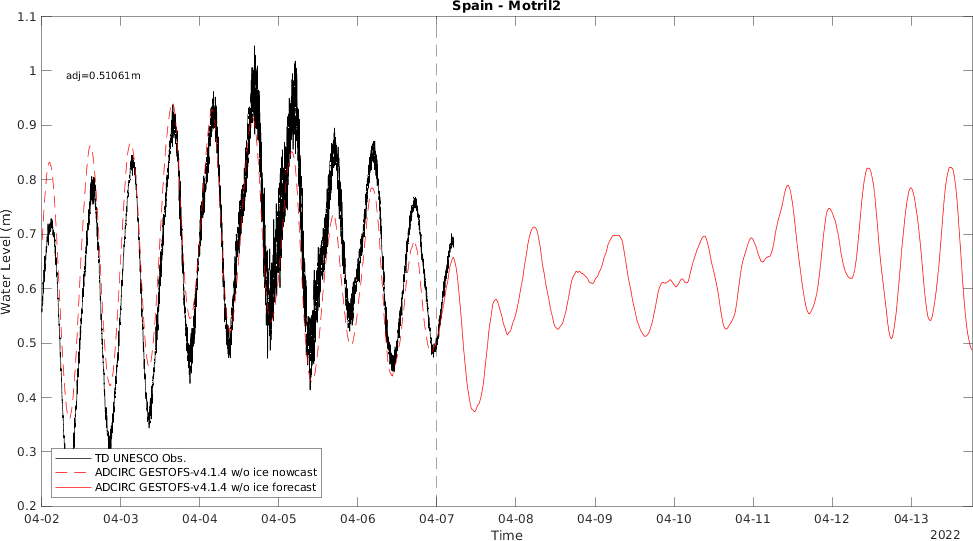 Spain - Motril2
1.1
1
0.9
0.8
0.7
0.6
0.5
0.4
0.3
0.2
Water Level (m)
adj=0.51061m
TD UNESCO Obs.
ADCIRC GESTOFS-v4.1.4 w/o ice nowcast
ADCIRC GESTOFS-v4.1.4 w/o ice forecast
04-02 04-03 04-04 04-05 04-06 04-07 04-08 04-09 04-10 04-11 04-12 04-13
Time
2022